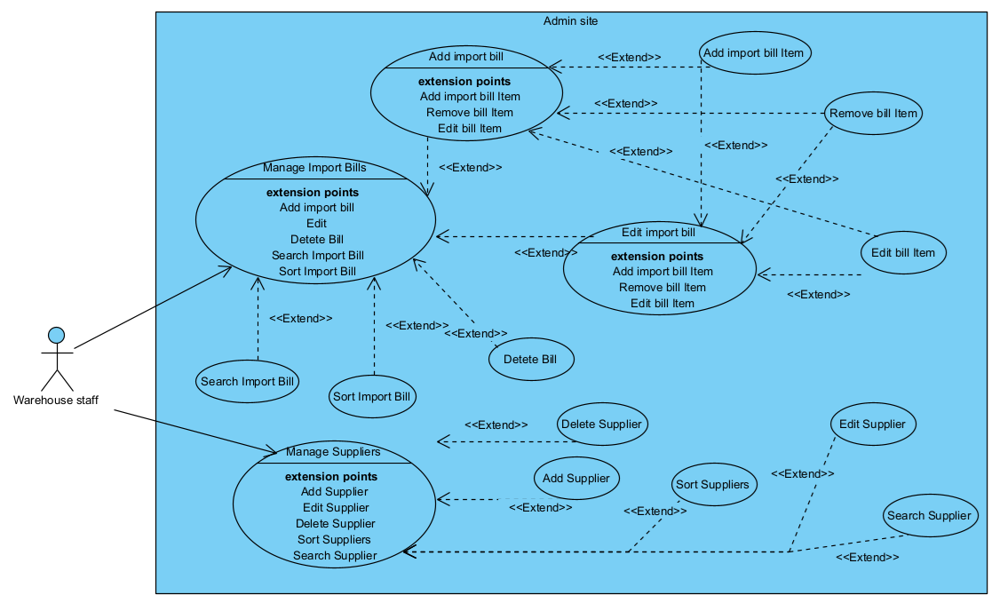 Admin site
Add import bill
extension points
Add import bill Item
Remove bill Item
Edit bill Item
<<Extend>>
Add import bill Item
<<Extend>>
Remove bill Item
<<Extend>>
<<Extend>>
<<Extend>>
<<Extend>>
Manage Import Bills
extension points
Add import bill
Edit
Detete Bill
Search Import Bill
Sort Import Bill
<<Extend>>
Edit import bill
extension points
Add import bill Item
Remove bill Item
Edit bill Item
Edit bill Item
<<Extend>>
<<Extend>>
<<Extend>>
<<Extend>>
Search Import Bill
Sort Import Bill
Detete Bill
Warehouse staff
Manage Suppliers
extension points
Add Supplier
Edit Supplier
Delete Supplier
Sort Suppliers
Search Supplier
<<Extend>>
Delete Supplier
Add Supplier
<<Extend>>
Sort Suppliers
<<Extend>>
Edit Supplier
<<Extend>>
Search Supplier
<<Extend>>